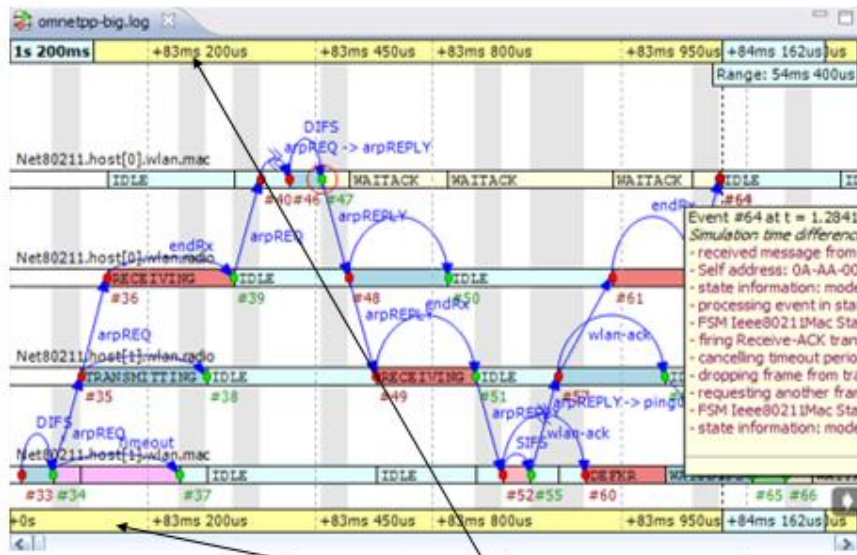 omnetpp-big.log
1s 200ms +83ms 200us +83ms 450us +83ms 800us +83ms 950us +84ms 162us us
Range: 54ms 400us
DIFS
arpREQ -> arpREPLY
Net80211.host[0].wlan.mac
IDLE WAITACK WAITACK WAITACK IDLE
#40 #46 #47 #64
Event #64 at t = 1.2841
Simulation time differenc
- received message from
- Self address: 0A-AA-00
- state information: mode
- processing event in sta
- FSM Ieee80211Mac Sta
- firing Receive-ACK tran
- cancelling timeout perio
- dropping frame from tra
- requesting another fran
- FSM Ieee80211Mac Sta
- state information: mode
arpREQ arpREPLY endRx
endRx
Net80211.host[0].wlan.radio
RECEIVING IDLE
#36 #39 #48 #50 #61
arpREQ arpREPLY endRx wlan-ack
Net80211.host[1].wlan.radio
TRANSMITTING IDLE RECEIVING IDLE
#35 #38 #49 #51 #57
DIFS arpREQ timeout arpREPLY arpREPLY -> ping0
SIFS wlan-ack
Net80211.host[1].wlan.mac
IDLE IDLE DEFER
#33 #34 #37 #52 #55 #60 #65 #66
+0s +83ms 200us +83ms 450us +83ms 800us +83ms 950us +84ms 162us us